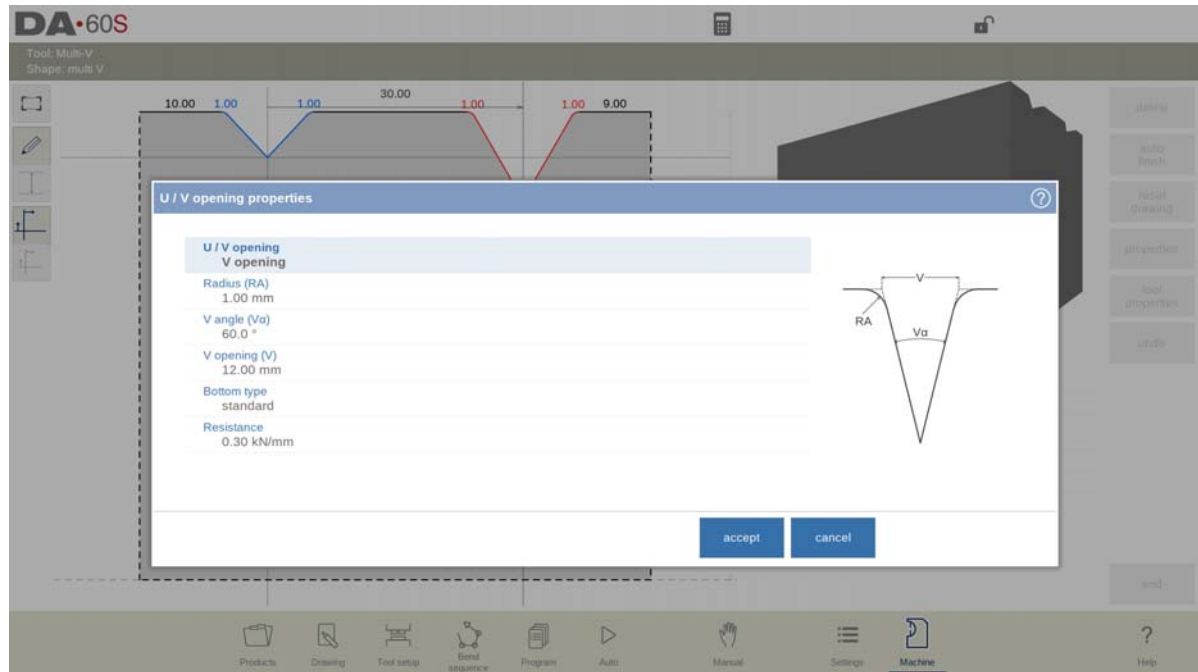 DA•60S
Tool: Multi-V
Shape: multi V
10.00 1.00 1.00 30.00 1.00 1.00 9.00
define
auto
finish
reset
drawing
properties
tool
properties
undo
end
U / V opening properties
?
U / V opening
V opening
Radius (RA)
1.00 mm
V angle (Vα)
60.0 °
V opening (V)
12.00 mm
Bottom type
standard
Resistance
0.30 kN/mm
V
RA
Vα
accept cancel
Products Drawing Tool setup Bend
sequence Program Auto Manual Settings Machine ? Help